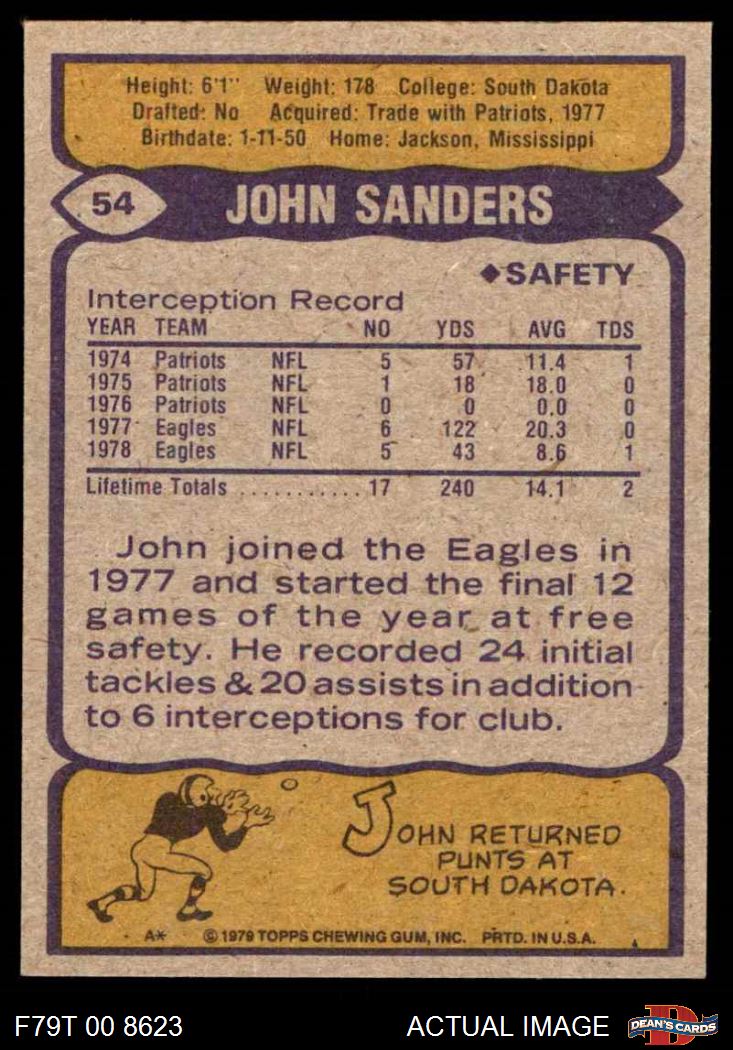 Height: 6'1" Weight: 178 College: South Dakota
Drafted: No Acquired: Trade with Patriots, 1977
Birthdate: 1-11-50 Home: Jackson, Mississippi
54 JOHN SANDERS
◆SAFETY
Interception Record
YEAR TEAM NO YDS AVG TDS
1974 Patriots NFL 5 57 11.4 1
1975 Patriots NFL 1 18 18.0 0
1976 Patriots NFL 0 0 0.0 0
1977 Eagles NFL 6 122 20.3 0
1978 Eagles NFL 5 43 8.6 1
Lifetime Totals ........... 17 240 14.1 2
John joined the Eagles in
1977 and started the final 12
games of the year at free
safety. He recorded 24 initial
tackles & 20 assists in addition
to 6 interceptions for club.
JOHN RETURNED
PUNTS AT
SOUTH DAKOTA.
A* © 1979 TOPPS CHEWING GUM, INC. PRTD. IN U.S.A.
F79T 00 8623 ACTUAL IMAGE D DEAN'S CARDS